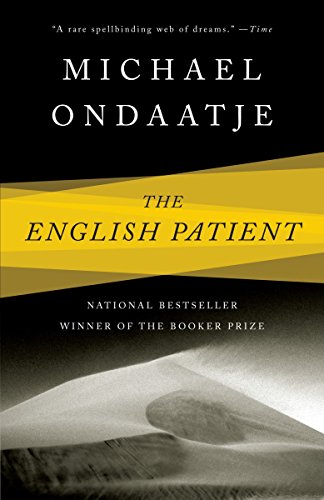 “A rare spellbinding web of dreams.” —Time
MICHAEL
ONDAATJE
THE
ENGLISH PATIENT
NATIONAL BESTSELLER
WINNER OF THE BOOKER PRIZE